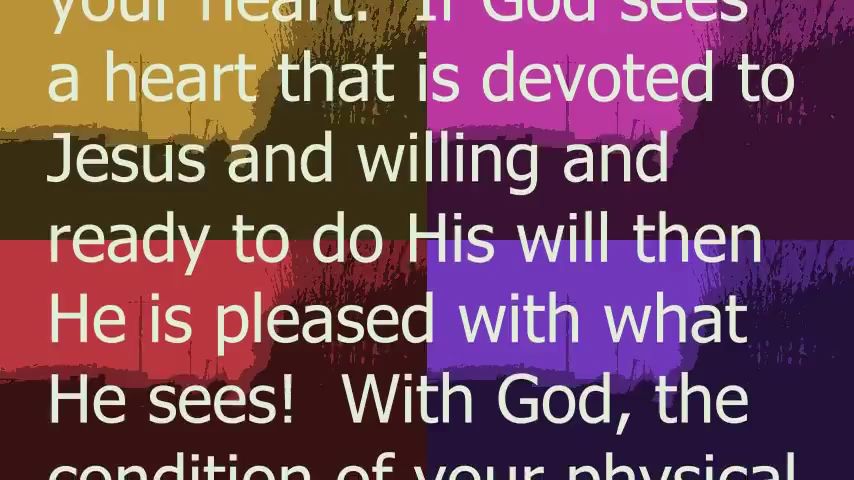 your heart.  If God sees
a heart that is devoted to
Jesus and willing and
ready to do His will then
He is pleased with what
He sees!  With God, the
condition of your physical